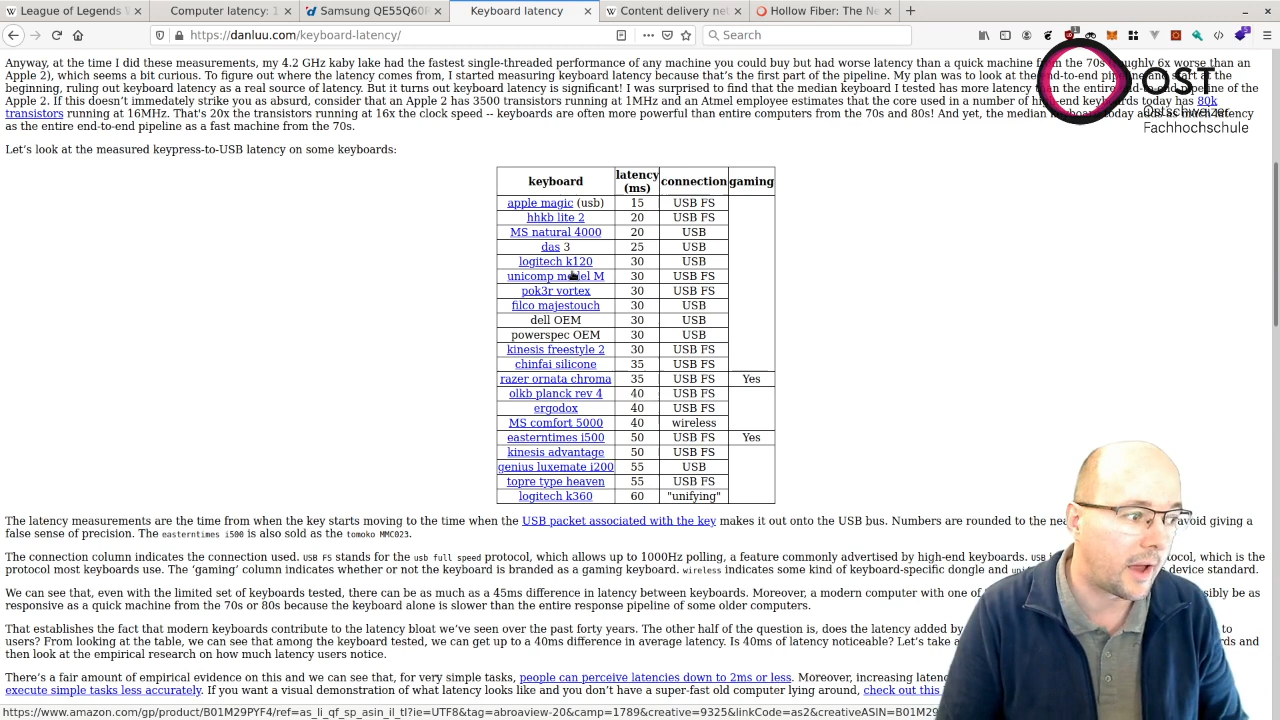 League of Legends W
Computer latency: 1
Samsung QE55Q60R
Keyboard latency
Content delivery net
Hollow Fiber: The Ne
https://danluu.com/keyboard-latency/
Search
OST
Ostschweizer
Fachhochschule
Anyway, at the time I did these measurements, my 4.2 GHz kaby lake had the fastest single-threaded performance of any machine you could buy but had worse latency than a quick machine from the 70s (roughly 6x worse than an
Apple 2), which seems a bit curious. To figure out where the latency comes from, I started measuring keyboard latency because that's the first part of the pipeline. My plan was to look at the end-to-end pipeline and start at the
beginning, ruling out keyboard latency as a real source of latency. But it turns out keyboard latency is significant! I was surprised to find that the median keyboard I tested has more latency than the entire end-to-end pipeline of the
Apple 2. If this doesn't immediately strike you as absurd, consider that an Apple 2 has 3500 transistors running at 1MHz and an Atmel employee estimates that the core used in a number of high-end keyboards today has 80k
transistors running at 16MHz. That's 20x the transistors running at 16x the clock speed -- keyboards are often more powerful than entire computers from the 70s and 80s! And yet, the median keyboard today adds as much latency
as the entire end-to-end pipeline as a fast machine from the 70s.
Let's look at the measured keypress-to-USB latency on some keyboards:
keyboard latency (ms) connection gaming
apple magic (usb) 15 USB FS
hhkb lite 2 20 USB FS
MS natural 4000 20 USB
das 3 25 USB
logitech k120 30 USB
unicomp model M 30 USB FS
pok3r vortex 30 USB FS
filco majestouch 30 USB
dell OEM 30 USB
powerspec OEM 30 USB
kinesis freestyle 2 30 USB FS
chinfai silicone 35 USB FS
razer ornata chroma 35 USB FS Yes
olkb planck rev 4 40 USB FS
ergodox 40 USB FS
MS comfort 5000 40 wireless
easterntimes i500 50 USB FS Yes
kinesis advantage 50 USB FS
genius luxemate i200 55 USB
topre type heaven 55 USB FS
logitech k360 60 "unifying"
The latency measurements are the time from when the key starts moving to the time when the USB packet associated with the key makes it out onto the USB bus. Numbers are rounded to the avoid giving a
false sense of precision. The easterntimes i500 is also sold as the tomoko MMC023.
The connection column indicates the connection used. USB FS stands for the usb full speed protocol, which allows up to 1000Hz polling, a feature commonly advertised by high-end keyboards. which is the
protocol most keyboards use. The 'gaming' column indicates whether or not the keyboard is branded as a gaming keyboard. wireless indicates some kind of keyboard-specific dongle and device standard.
We can see that, even with the limited set of keyboards tested, there can be as much as a 45ms difference in latency between keyboards. Moreover, a modern computer with one of be as
responsive as a quick machine from the 70s or 80s because the keyboard alone is slower than the entire response pipeline of some older computers.
That establishes the fact that modern keyboards contribute to the latency bloat we've seen over the past forty years. The other half of the question is, does the latency added by to
users? From looking at the table, we can see that among the keyboard tested, we can get up to a 40ms difference in average latency. Is 40ms of latency noticeable? Let's take and
then look at the empirical research on how much latency users notice.
There's a fair amount of empirical evidence on this and we can see that, for very simple tasks, people can perceive latencies down to 2ms or less. Moreover, increasing
execute simple tasks less accurately. If you want a visual demonstration of what latency looks like and you don't have a super-fast old computer lying around, check out this
https://www.amazon.com/gp/product/B01M29PYF4/ref=as_li_qf_sp_asin_il_tl?ie=UTF8&tag=abroaview-20&camp=1789&creative=9325&linkCode=as2&creativeASIN=B01M29